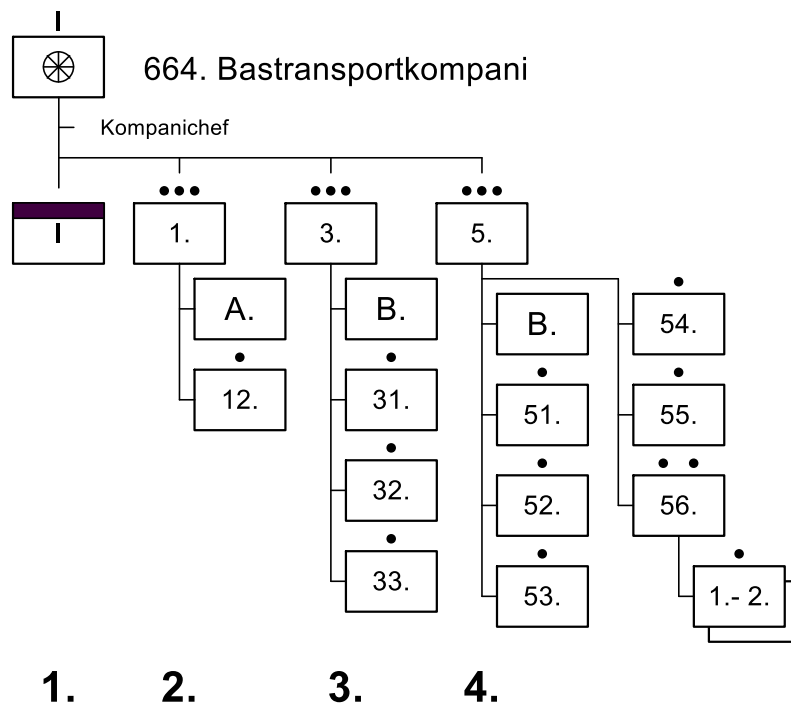 I
664. Bastransportkompani
Kompanichef
I
1.
3.
5.
A.
B.
B.
54.
12.
31.
51.
55.
32.
52.
56.
33.
53.
1.- 2.
1. 2. 3. 4.